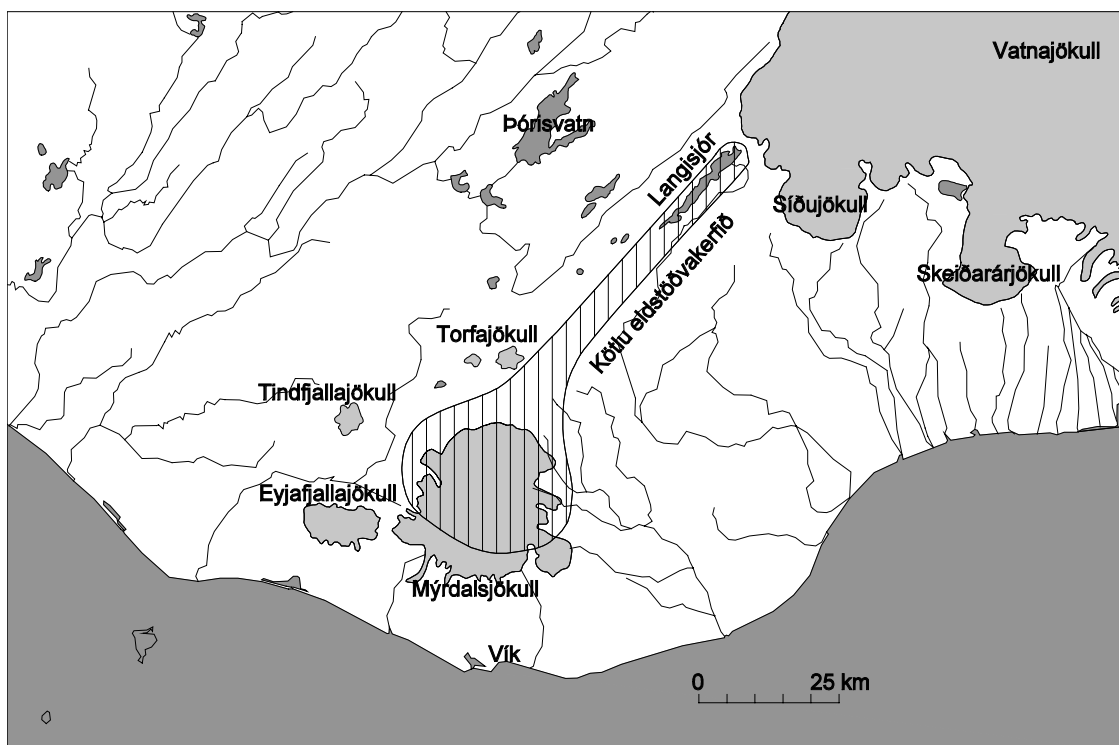 Vatnajökull
Þórisvatn
Langisjór
Síðujökull
Skeiðarárjökull
Kötlu eldstöðvakerfið
Torfajökull
Tindfjallajökull
Eyjafjallajökull
Mýrdalsjökull
Vík
0 25 km